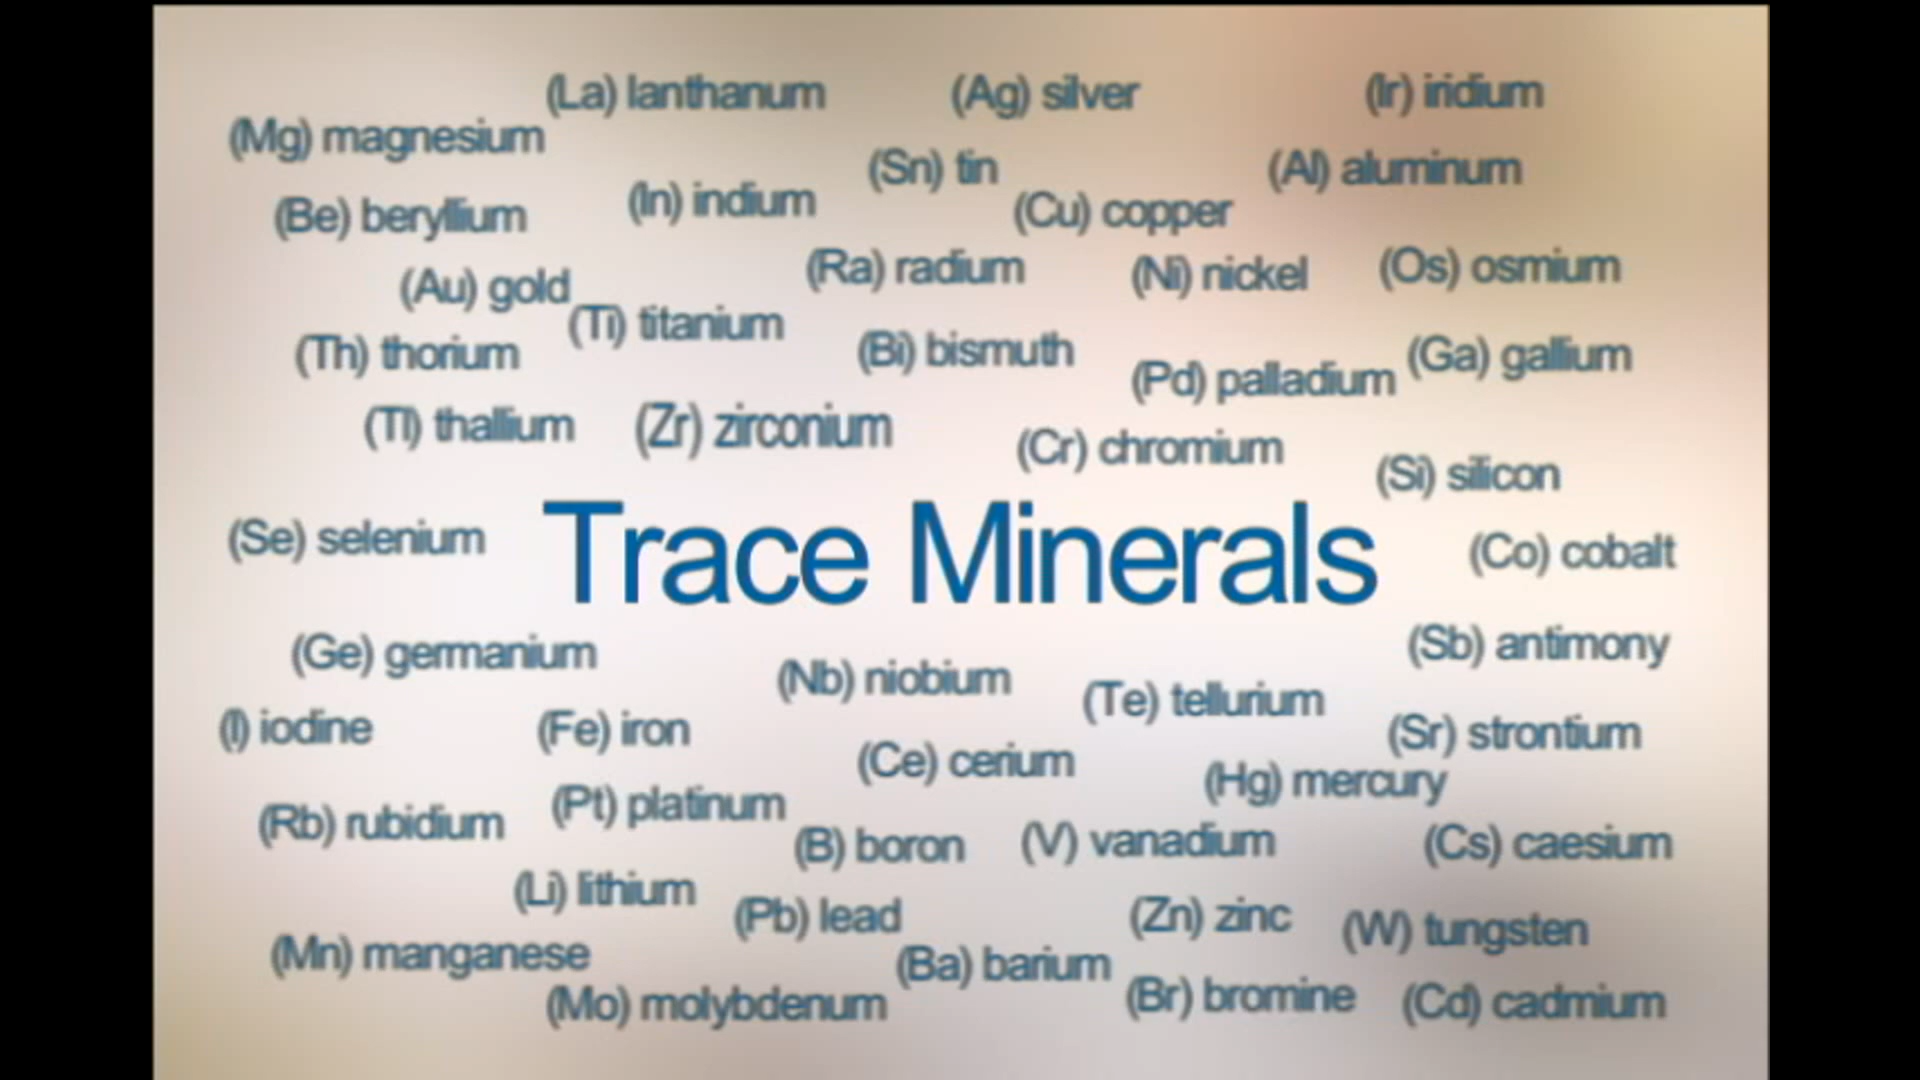 (La) lanthanum
(Ag) silver
(Ir) iridium
(Mg) magnesium
(Sn) tin
(Al) aluminum
(Be) beryllium
(In) indium
(Cu) copper
(Au) gold
(Ra) radium
(Ni) nickel
(Os) osmium
(Ti) titanium
(Th) thorium
(Bi) bismuth
(Pd) palladium
(Ga) gallium
(Tl) thallium
(Zr) zirconium
(Cr) chromium
(Si) silicon
(Se) selenium
Trace Minerals
(Co) cobalt
(Ge) germanium
(Nb) niobium
(Te) tellurium
(Sb) antimony
(I) iodine
(Fe) iron
(Ce) cerium
(Sr) strontium
(Hg) mercury
(Rb) rubidium
(Pt) platinum
(B) boron
(V) vanadium
(Cs) caesium
(Li) lithium
(Pb) lead
(Zn) zinc
(W) tungsten
(Mn) manganese
(Ba) barium
(Mo) molybdenum
(Br) bromine
(Cd) cadmium